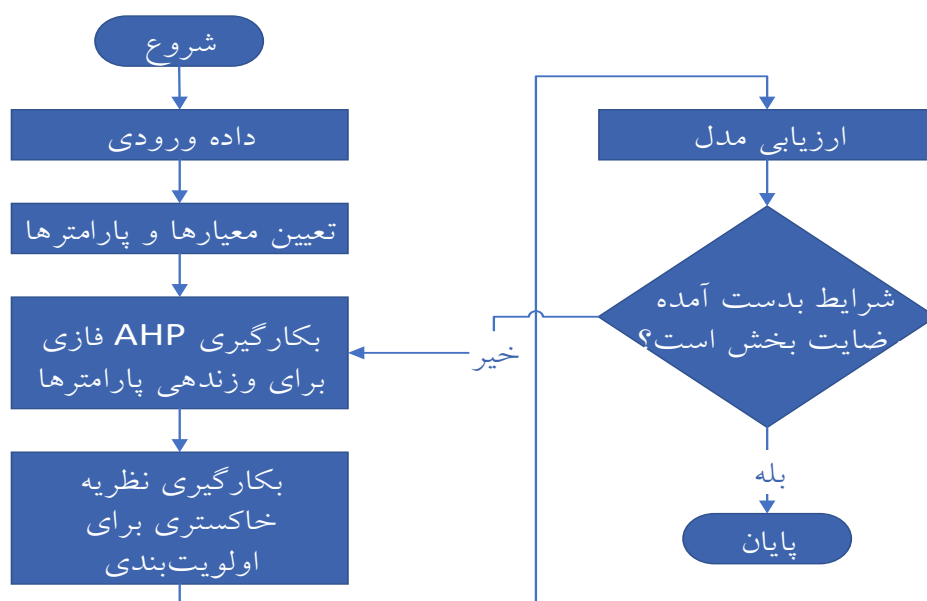 شروع
داده ورودی
تعیین معیارها و پارامترها
بکارگیری AHP فازی
برای وزندهی پارامترها
بکارگیری نظریه
خاکستری برای
اولویت‌بندی
ارزیابی مدل
شرایط بدست آمده
ضایت بخش است؟
خیر
بله
پایان